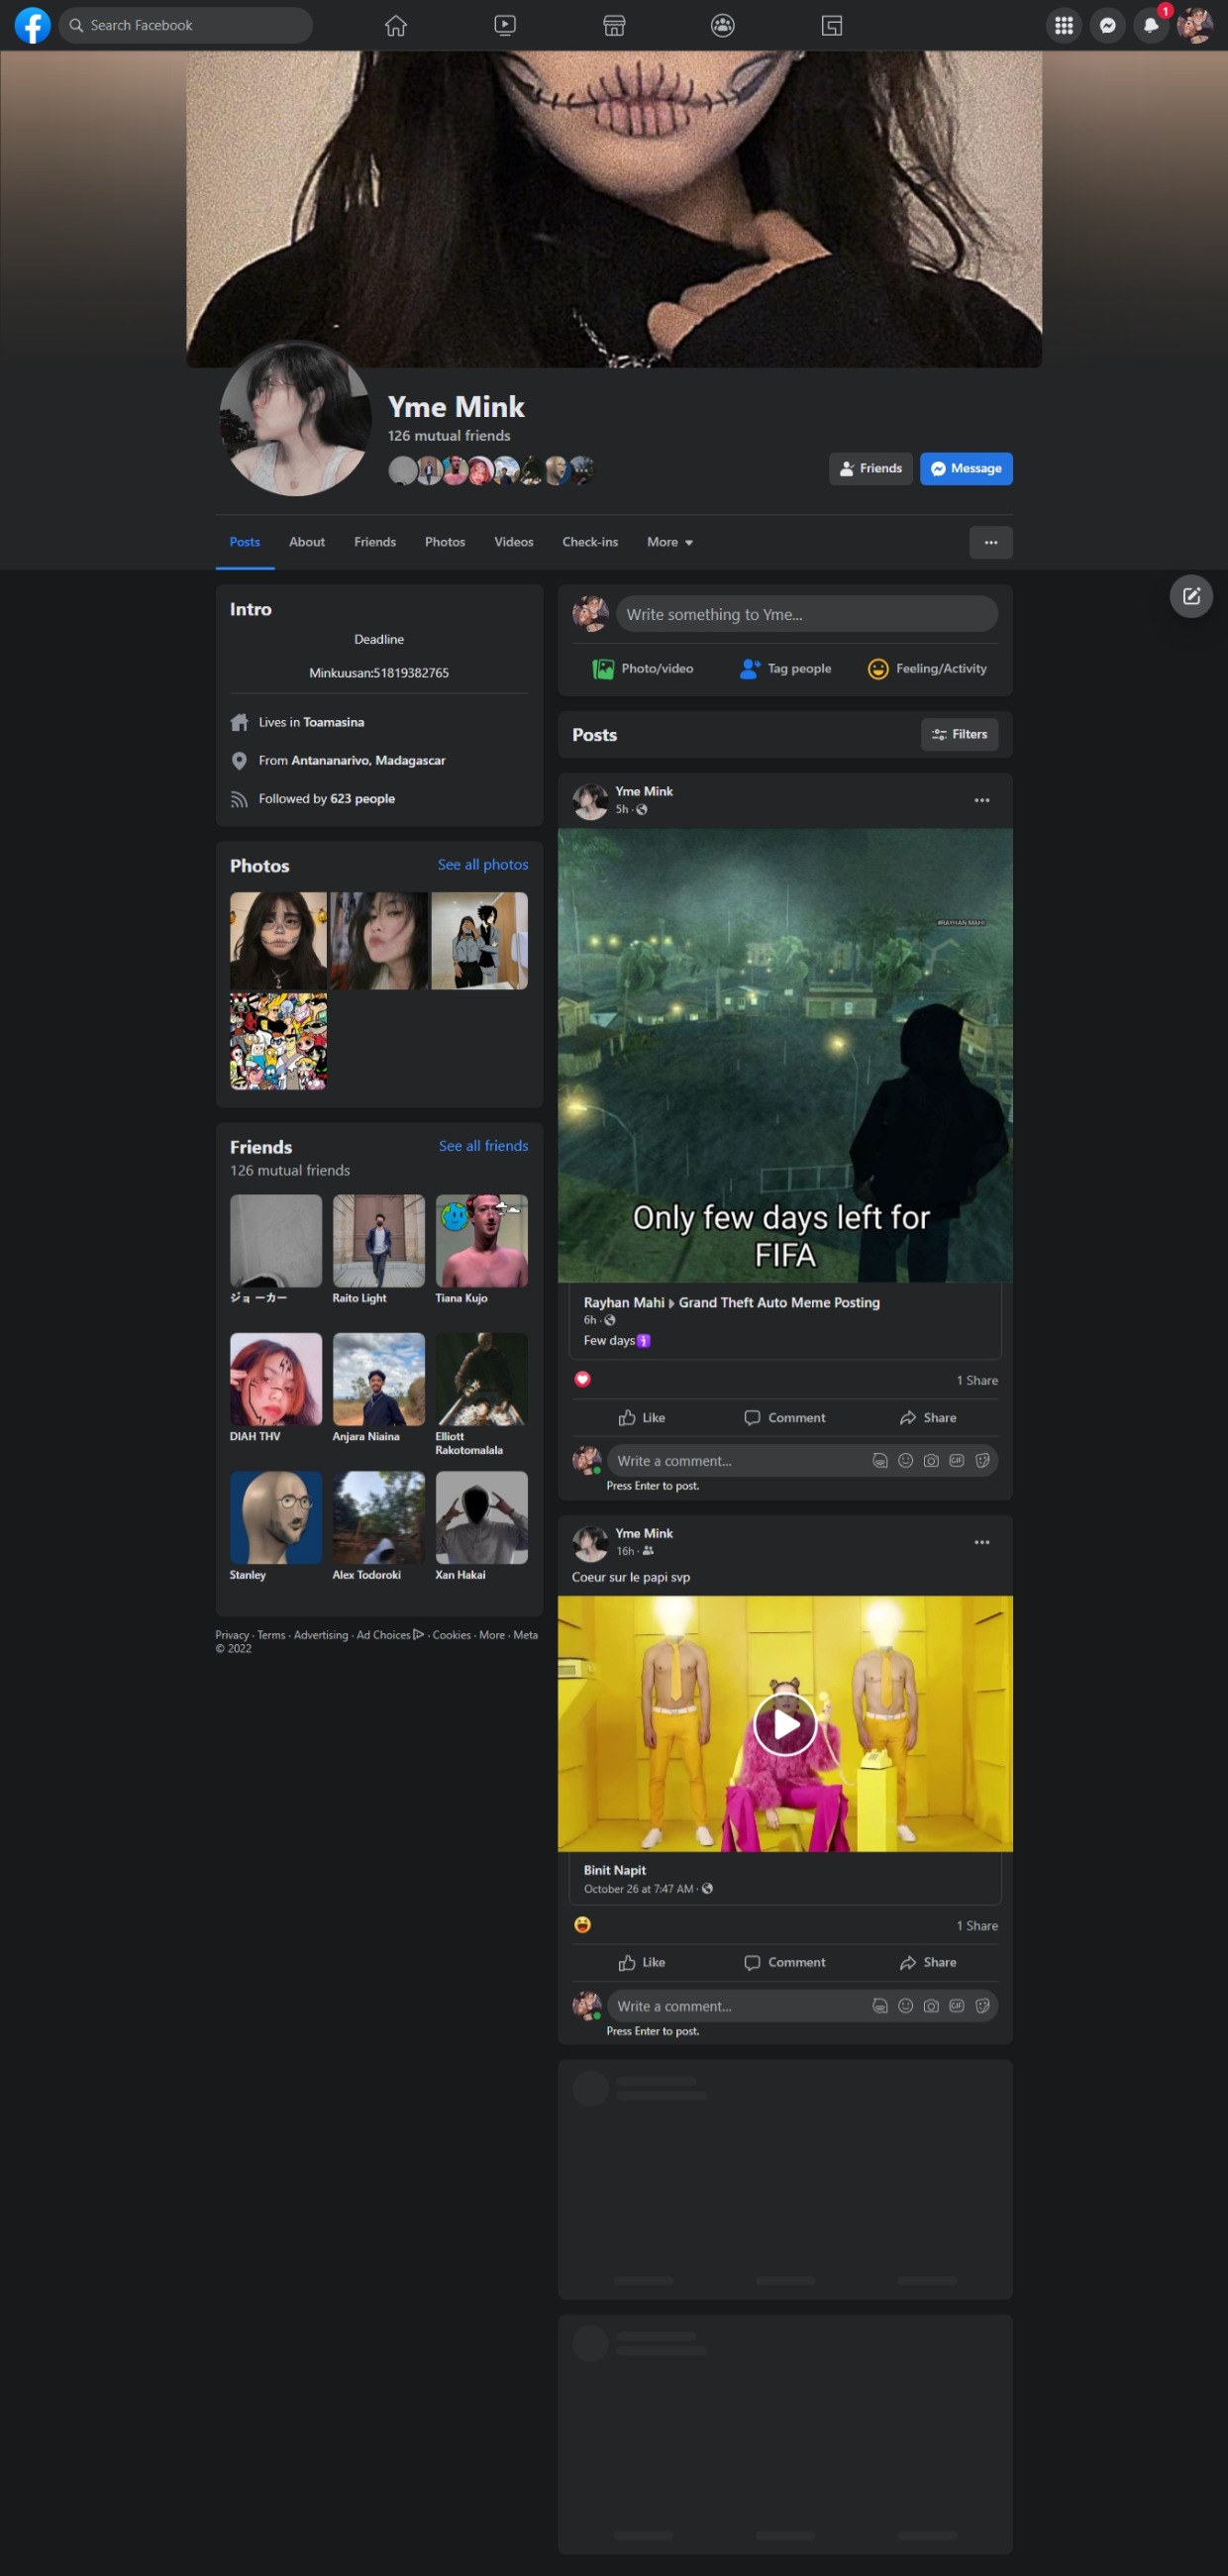 Search Facebook
1
Yme Mink
126 mutual friends
Friends
Message
Posts
About
Friends
Photos
Videos
Check-ins
More
Intro
Deadline
Minkuusan:51819382765
Lives in Toamasina
From Antananarivo, Madagascar
Followed by 623 people
Photos
See all photos
Friends
See all friends
126 mutual friends
ジョーカー
Raito Light
Tiana Kujo
DIAH THV
Anjara Niaina
Elliott
Rakotomalala
Stanley
Alex Todoroki
Xan Hakai
Privacy · Terms · Advertising · Ad Choices · Cookies · More · Meta
© 2022
Write something to Yme...
Photo/video
Tag people
Feeling/Activity
Posts
Filters
Yme Mink
5h ·
#RAYHAN MAHI
Only few days left for
FIFA
Rayhan Mahi Grand Theft Auto Meme Posting
6h ·
Few days
1 Share
Like
Comment
Share
Write a comment...
GIF
Press Enter to post.
Yme Mink
16h ·
Coeur sur le papi svp
Binit Napit
October 26 at 7:47 AM ·
1 Share
Like
Comment
Share
Write a comment...
GIF
Press Enter to post.